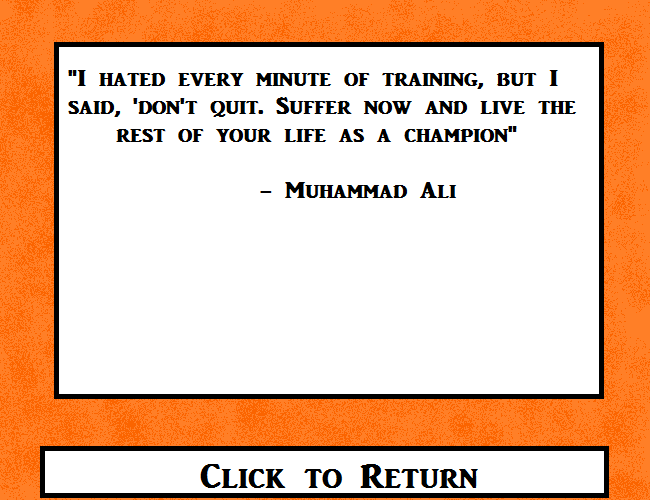 "I hated every minute of training, but I
said, 'don't quit. Suffer now and live the
rest of your life as a champion"
– Muhammad Ali
Click to Return